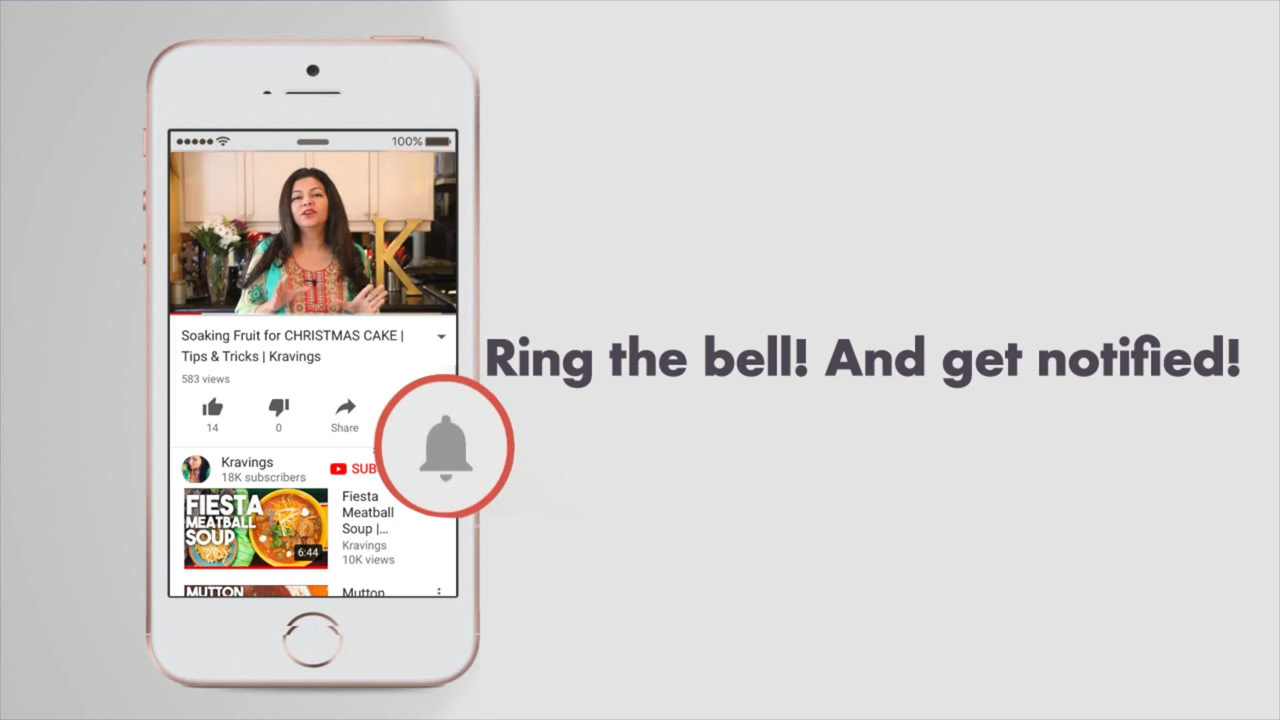 100%
K
Soaking Fruit for CHRISTMAS CAKE |
Tips & Tricks | Kravings
583 views
14
0
Share
Kravings
18K subscribers
SUB
FIESTA
MEATBALL
SOUP
6:44
Fiesta
Meatball
Soup |...
Kravings
10K views
MUTTON
Mutton
Ring the bell! And get notified!